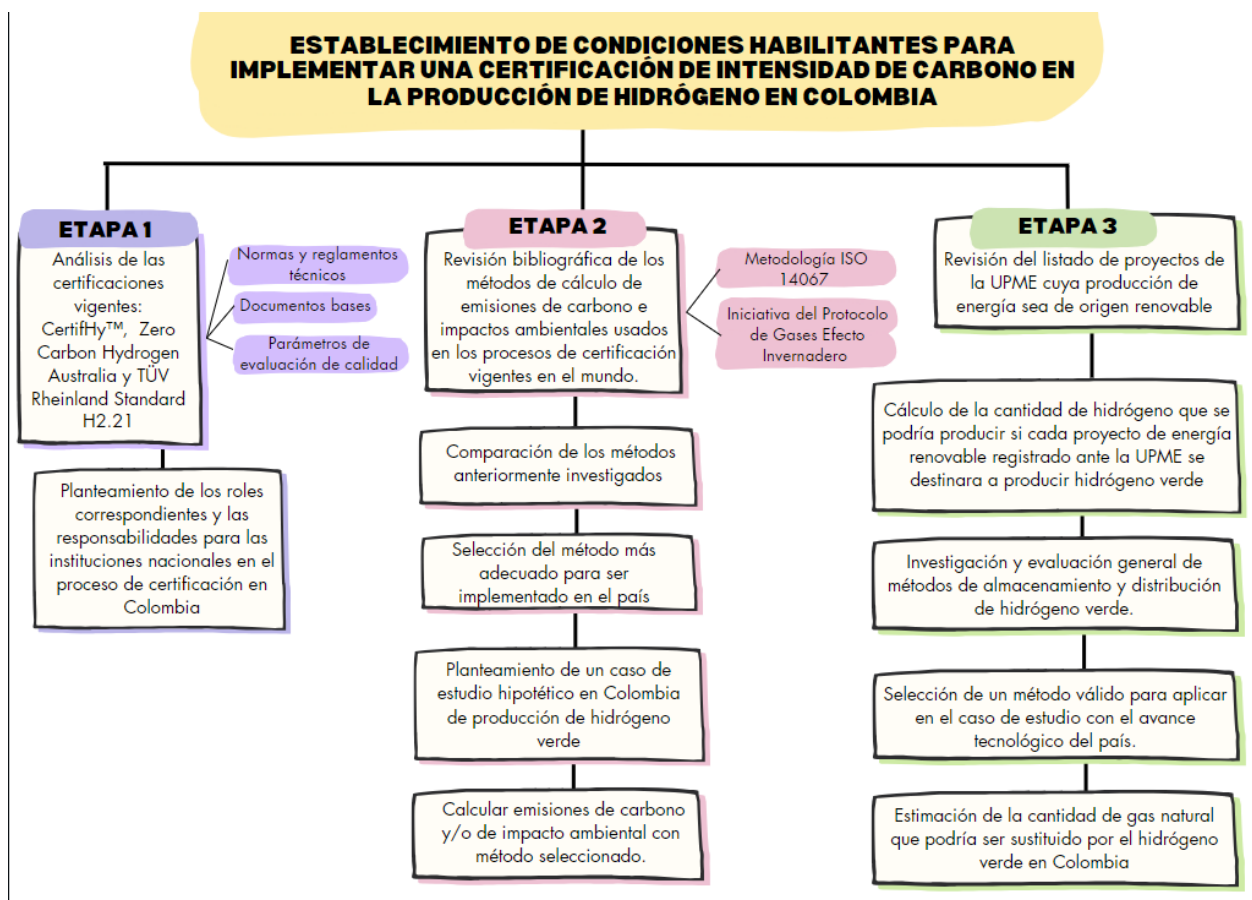 ESTABLECIMIENTO DE CONDICIONES HABILITANTES PARA
IMPLEMENTAR UNA CERTIFICACIÓN DE INTENSIDAD DE CARBONO EN
LA PRODUCCIÓN DE HIDRÓGENO EN COLOMBIA
ETAPA 1
Análisis de las
certificaciones
vigentes:
CertifHy™, Zero
Carbon Hydrogen
Australia y TÜV
Rheinland Standard
H2.21
Normas y reglamentos
técnicos
Documentos bases
Parámetros de
evaluación de calidad
Planteamiento de los roles
correspondientes y las
responsabilidades para las
instituciones nacionales en el
proceso de certificación en
Colombia
ETAPA 2
Revisión bibliográfica de los
métodos de cálculo de
emisiones de carbono e
impactos ambientales usados
en los procesos de certificación
vigentes en el mundo.
Metodología ISO
14067
Iniciativa del Protocolo
de Gases Efecto
Invernadero
Comparación de los métodos
anteriormente investigados
Selección del método más
adecuado para ser
implementado en el país
Planteamiento de un caso de
estudio hipotético en Colombia
de producción de hidrógeno
verde
Calcular emisiones de carbono
y/o de impacto ambiental con
método seleccionado.
ETAPA 3
Revisión del listado de proyectos de
la UPME cuya producción de
energía sea de origen renovable
Cálculo de la cantidad de hidrógeno que se
podría producir si cada proyecto de energía
renovable registrado ante la UPME se
destinara a producir hidrógeno verde
Investigación y evaluación general de
métodos de almacenamiento y distribución
de hidrógeno verde.
Selección de un método válido para aplicar
en el caso de estudio con el avance
tecnológico del país.
Estimación de la cantidad de gas natural
que podría ser sustituido por el hidrógeno
verde en Colombia